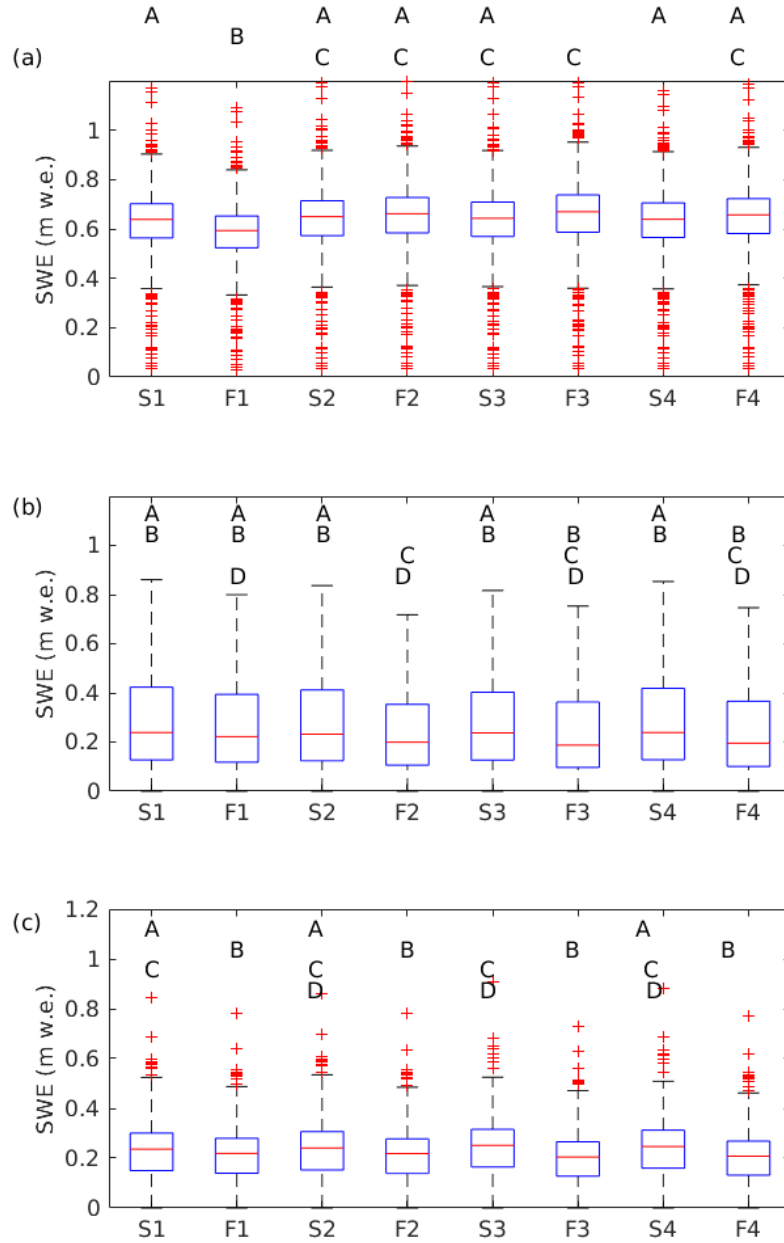 A A A A A A
B
(a) C C C C C
1
0.8
0.6
0.4
0.2
0
SWE (m w.e.)
S1 F1 S2 F2 S3 F3 S4 F4
(b)
A A A A A
1 B B B B B B B
C C C
0.8 D D D D
0.6
0.4
0.2
0
SWE (m w.e.)
S1 F1 S2 F2 S3 F3 S4 F4
1.2
(c) A A A
B B B B
1 C C C C
D D D
0.8
0.6
0.4
0.2
0
SWE (m w.e.)
S1 F1 S2 F2 S3 F3 S4 F4